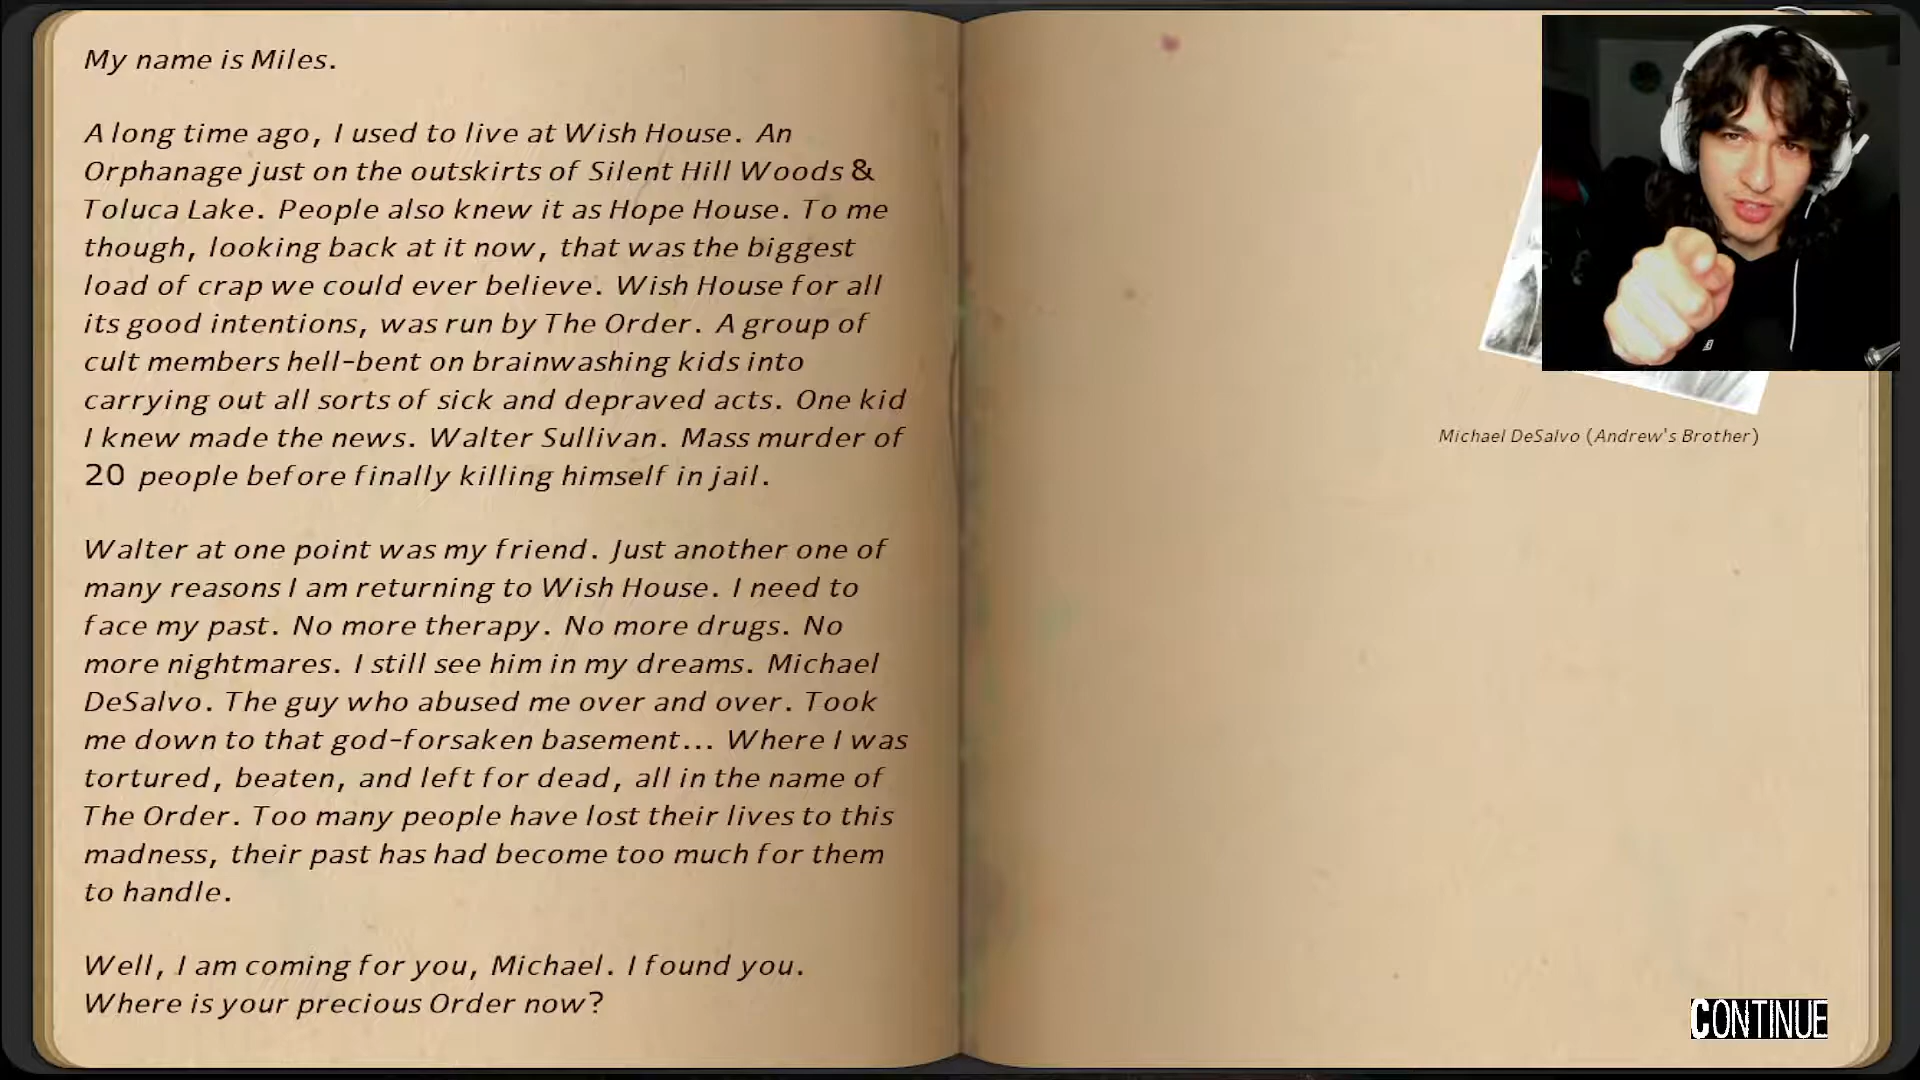 My name is Miles.
A long time ago, I used to live at Wish House. An
Orphanage just on the outskirts of Silent Hill Woods &
Toluca Lake. People also knew it as Hope House. To me
though, looking back at it now, that was the biggest
load of crap we could ever believe. Wish House for all
its good intentions, was run by The Order. A group of
cult members hell-bent on brainwashing kids into
carrying out all sorts of sick and depraved acts. One kid
I knew made the news. Walter Sullivan. Mass murder of
20 people before finally killing himself in jail.
Walter at one point was my friend. Just another one of
many reasons I am returning to Wish House. I need to
face my past. No more therapy. No more drugs. No
more nightmares. I still see him in my dreams. Michael
DeSalvo. The guy who abused me over and over. Took
me down to that god-forsaken basement... Where I was
tortured, beaten, and left for dead, all in the name of
The Order. Too many people have lost their lives to this
madness, their past has had become too much for them
to handle.
Well, I am coming for you, Michael. I found you.
Where is your precious Order now?
Michael DeSalvo (Andrew's Brother)
CONTINUE